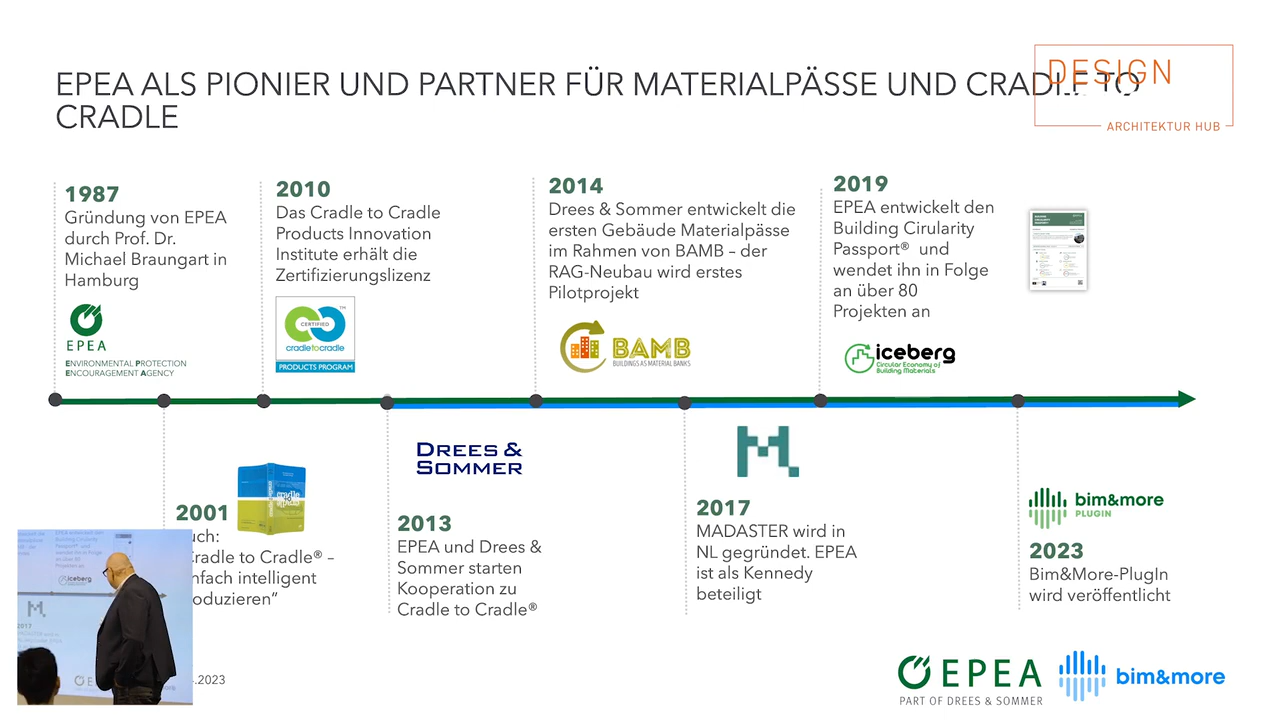 EPEA ALS PIONIER UND PARTNER FÜR MATERIALPÄSSE UND CRADLE TO
CRADLE
DESIGN
ARCHITEKTUR HUB
1987
Gründung von EPEA
durch Prof. Dr.
Michael Braungart in
Hamburg
EPEA
ENVIRONMENTAL PROTECTION
ENCOURAGEMENT AGENCY
2010
Das Cradle to Cradle
Products Innovation
Institute erhält die
Zertifizierungslizenz
CERTIFIED
cradletocradle
PRODUCTS PROGRAM
2014
Drees & Sommer entwickelt die
ersten Gebäude Materialpässe
im Rahmen von BAMB – der
RAG-Neubau wird erstes
Pilotprojekt
BAMB
BUILDINGS AS MATERIAL BANKS
2019
EPEA entwickelt den
Building Cirularity
Passport® und
wendet ihn in Folge
an über 80
Projekten an
iceberg
Circular Economy of
Building Materials
2001
uch:
Cradle to Cradle® –
nfach intelligent
oduzieren“
cradle
to
cradle
DREES &
SOMMER
2013
EPEA und Drees &
Sommer starten
Kooperation zu
Cradle to Cradle®
M.
2017
MADASTER wird in
NL gegründet. EPEA
ist als Kennedy
beteiligt
bim&more
PLUGIN
2023
Bim&More-PlugIn
wird veröffentlicht
.2023
EPEA
PART OF DREES & SOMMER
bim&more